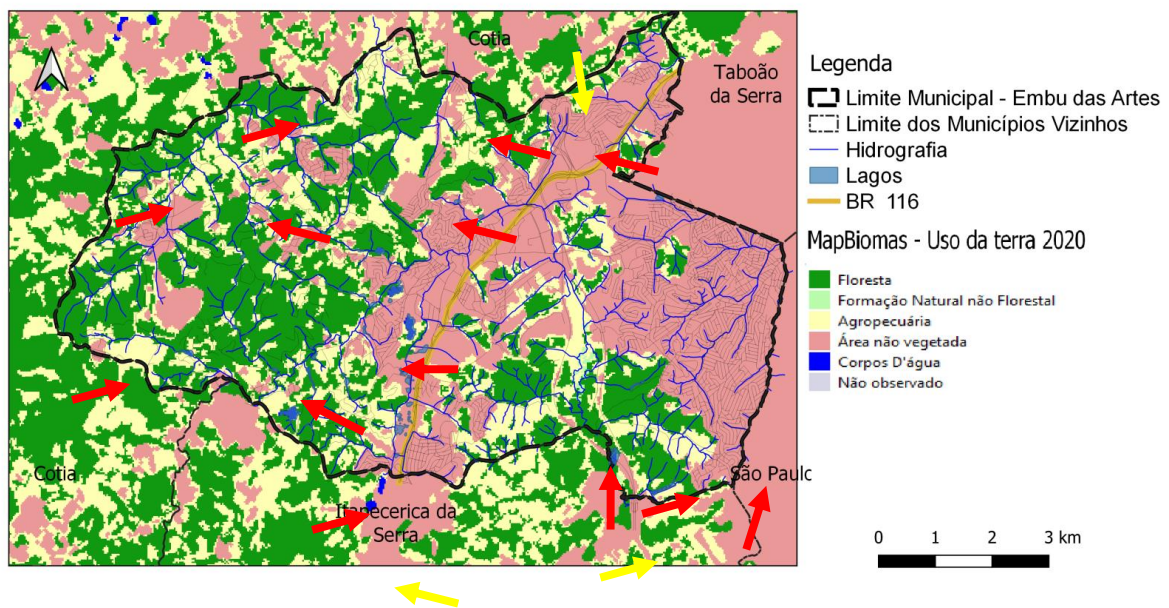 Cotia
Taboão
da Serra
Cotia
São Paulo
Itapecerica da
Serra
Legenda
Limite Municipal - Embu das Artes
Limite dos Municípios Vizinhos
Hidrografia
Lagos
BR 116
MapBiomas - Uso da terra 2020
Floresta
Formação Natural não Florestal
Agropecuária
Área não vegetada
Corpos D'água
Não observado
0 1 2 3 km